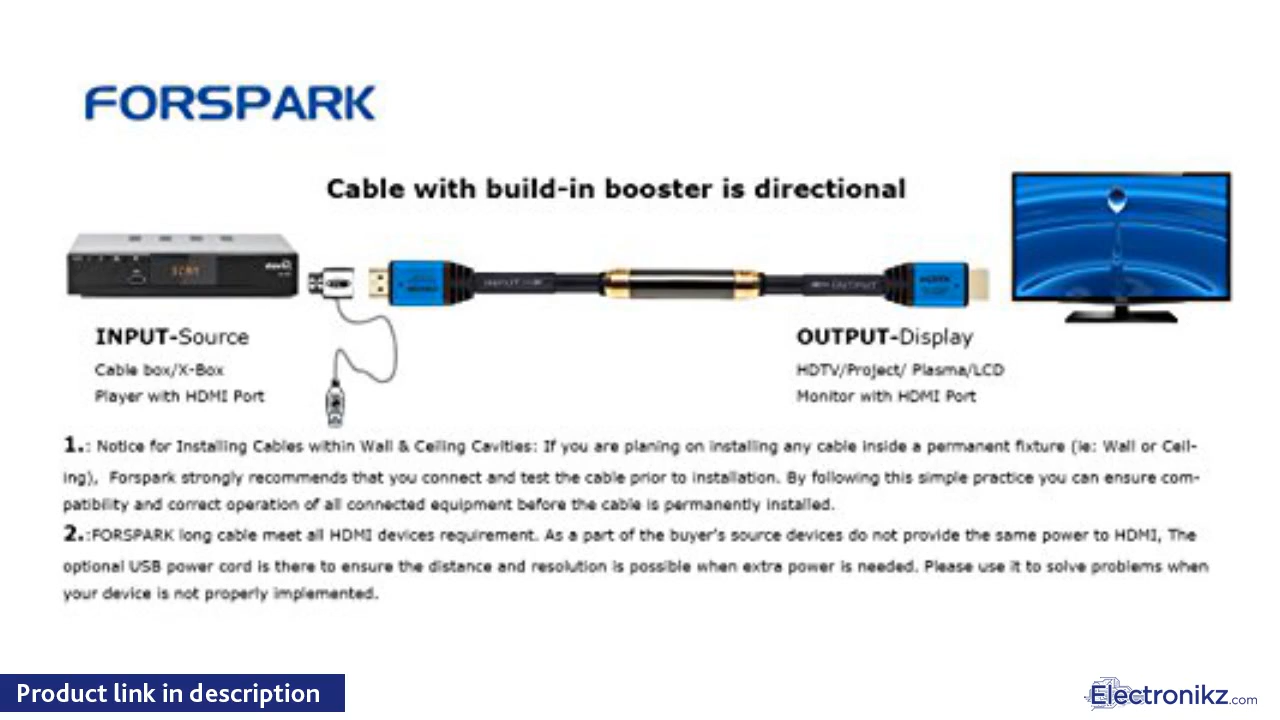 FORSPARK
Cable with build-in booster is directional
INPUT
OUTPUT
INPUT-Source
Cable box/X-Box
Player with HDMI Port
OUTPUT-Display
HDTV/Project/ Plasma/LCD
Monitor with HDMI Port
1.: Notice for Installing Cables within Wall & Ceiling Cavities: If you are planing on installing any cable inside a permanent fixture (ie: Wall or Ceil-
ing), Forspark strongly recommends that you connect and test the cable prior to installation. By following this simple practice you can ensure com-
patibility and correct operation of all connected equipment before the cable is permanently installed.
2.:FORSPARK long cable meet all HDMI devices requirement. As a part of the buyer's source devices do not provide the same power to HDMI, The
optional USB power cord is there to ensure the distance and resolution is possible when extra power is needed. Please use it to solve problems when
your device is not properly implemented.
Product link in description
Electronikz.com